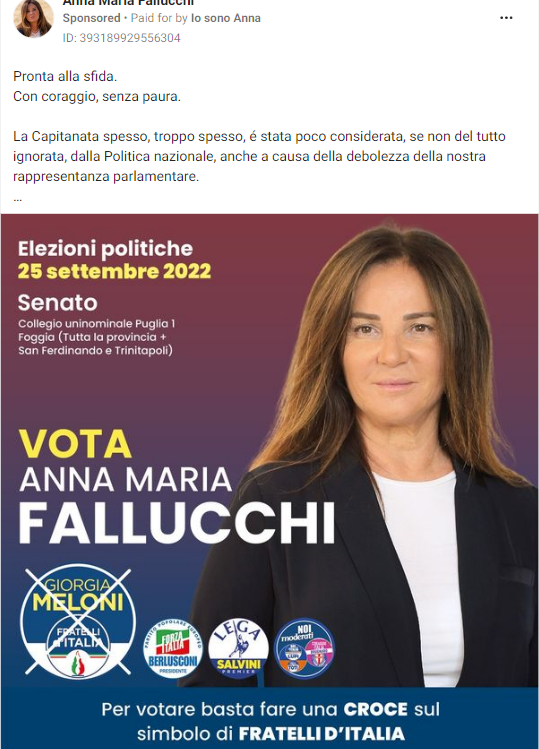 Anna Maria Fallucchi
Sponsored • Paid for by Io sono Anna
ID: 393189929556304
Pronta alla sfida.
Con coraggio, senza paura.
La Capitanata spesso, troppo spesso, é stata poco considerata, se non del tutto
ignorata, dalla Politica nazionale, anche a causa della debolezza della nostra
rappresentanza parlamentare.
...
Elezioni politiche
25 settembre 2022
Senato
Collegio uninominale Puglia 1
Foggia (Tutta la provincia +
San Ferdinando e Trinitapoli)
VOTA
ANNA MARIA
FALLUCCHI
GIORGIA
MELONI
FRATELLI
D'ITALIA
PARTITO POPOLARE EUROPEO
FORZA
ITALIA
BERLUSCONI
PRESIDENTE
LEGA
SALVINI
PREMIER
NOI
moderati
Per votare basta fare una CROCE sul
simbolo di FRATELLI D'ITALIA